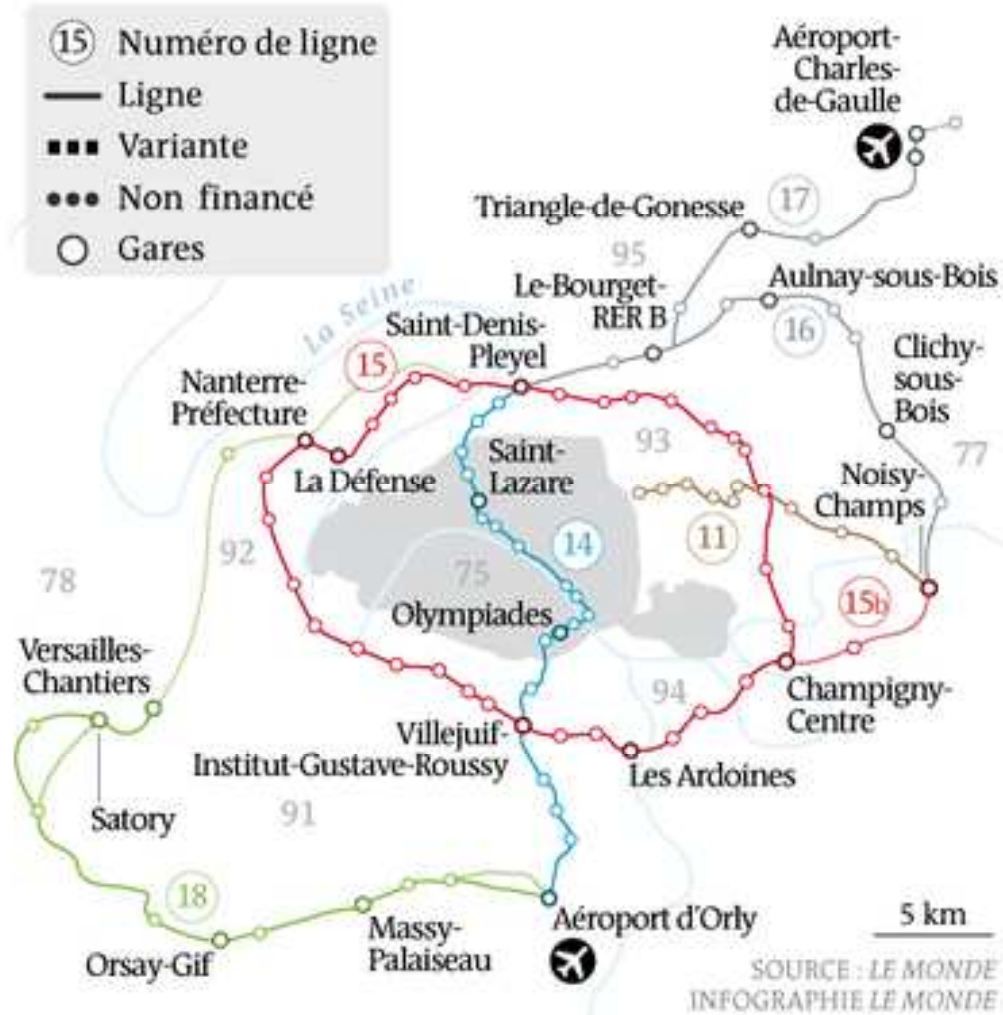 15 Numéro de ligne
Ligne
Variante
Non financé
Gares
Aéroport-
Charles-
de-Gaulle
Triangle-de-Gonesse
17
95
Le-Bourget-
RER B
Aulnay-sous-Bois
16
La Seine
Saint-Denis-
Pleyel
15
Clichy-
sous-
Bois
Nanterre-
Préfecture
93
77
La Défense
Saint-
Lazare
Noisy-
Champs
92
14
11
78
75
15b
Olympiades
Versailles-
Chantiers
94
Champigny-
Centre
Villejuif-
Institut-Gustave-Roussy
Les Ardoines
Satory
91
18
Orsay-Gif
Massy-
Palaiseau
Aéroport d'Orly
5 km
SOURCE : LE MONDE
INFOGRAPHIE LE MONDE